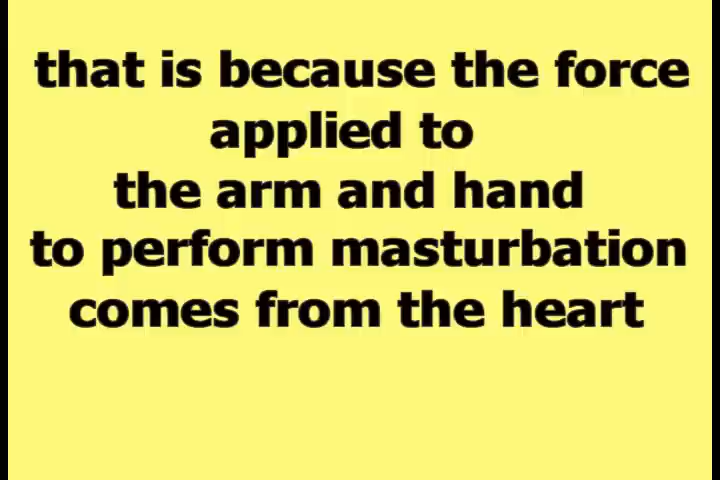 that is because the force
applied to
the arm and hand
to perform masturbation
comes from the heart